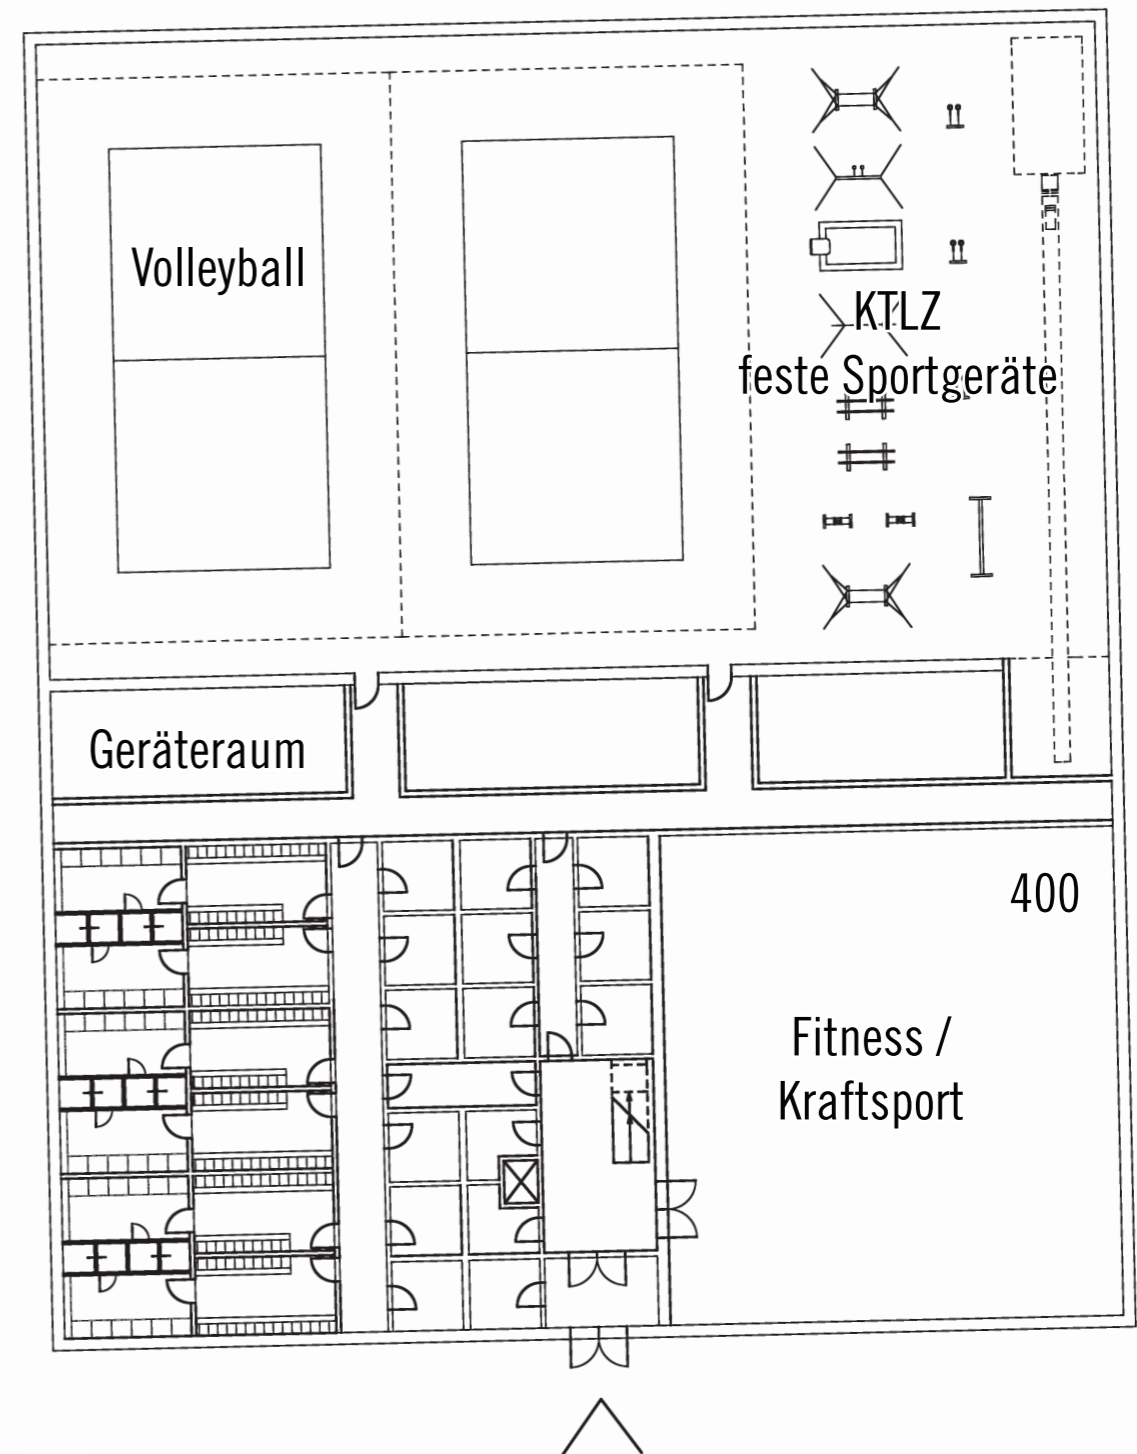 Volleyball
KTLZ
feste Sportgeräte
Geräteraum
400
Fitness /
Kraftsport